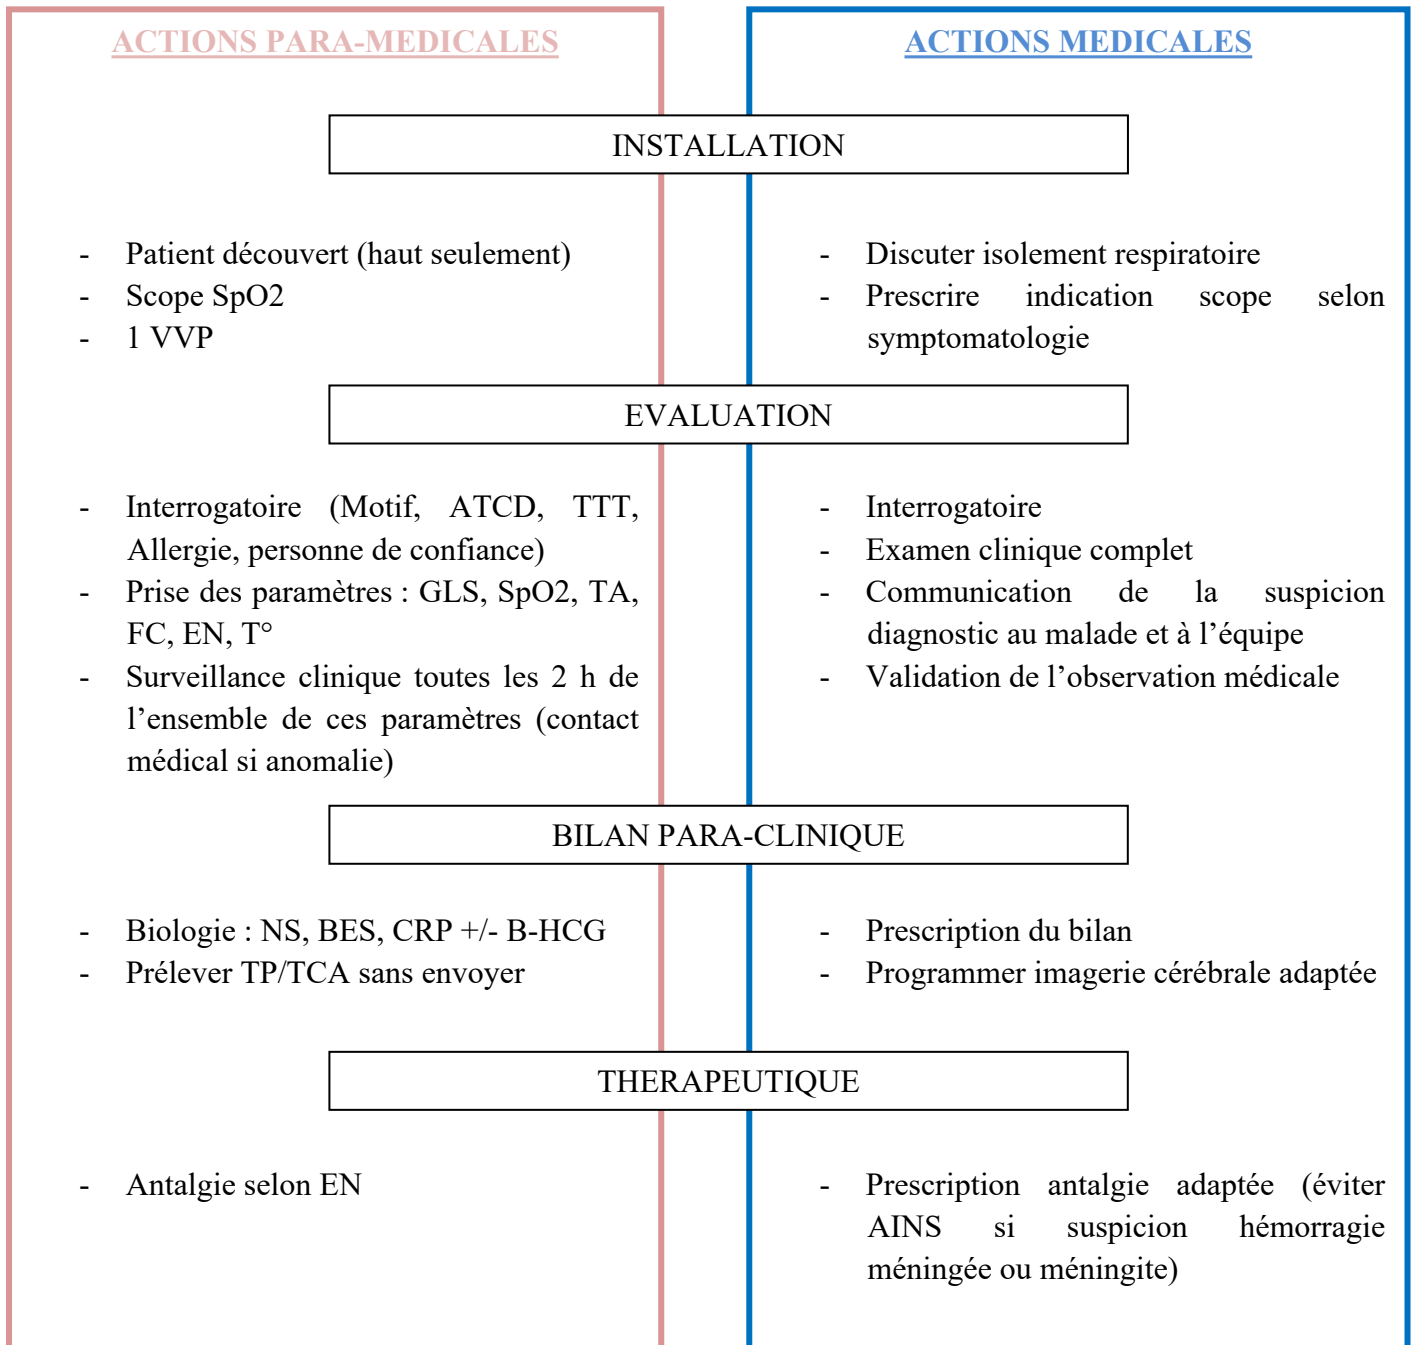 ACTIONS PARA-MEDICALES
ACTIONS MEDICALES
INSTALLATION
- Patient découvert (haut seulement)
- Scope SpO2
- 1 VVP
- Discuter isolement respiratoire
- Prescrire indication scope selon
symptomatologie
EVALUATION
- Interrogatoire (Motif, ATCD, TTT,
Allergie, personne de confiance)
- Prise des paramètres : GLS, SpO2, TA,
FC, EN, T°
- Surveillance clinique toutes les 2 h de
l’ensemble de ces paramètres (contact
médical si anomalie)
- Interrogatoire
- Examen clinique complet
- Communication de la suspicion
diagnostic au malade et à l’équipe
- Validation de l’observation médicale
BILAN PARA-CLINIQUE
- Biologie : NS, BES, CRP +/- B-HCG
- Prélever TP/TCA sans envoyer
- Prescription du bilan
- Programmer imagerie cérébrale adaptée
THERAPEUTIQUE
- Antalgie selon EN
- Prescription antalgie adaptée (éviter
AINS si suspicion hémorragie
méningée ou méningite)